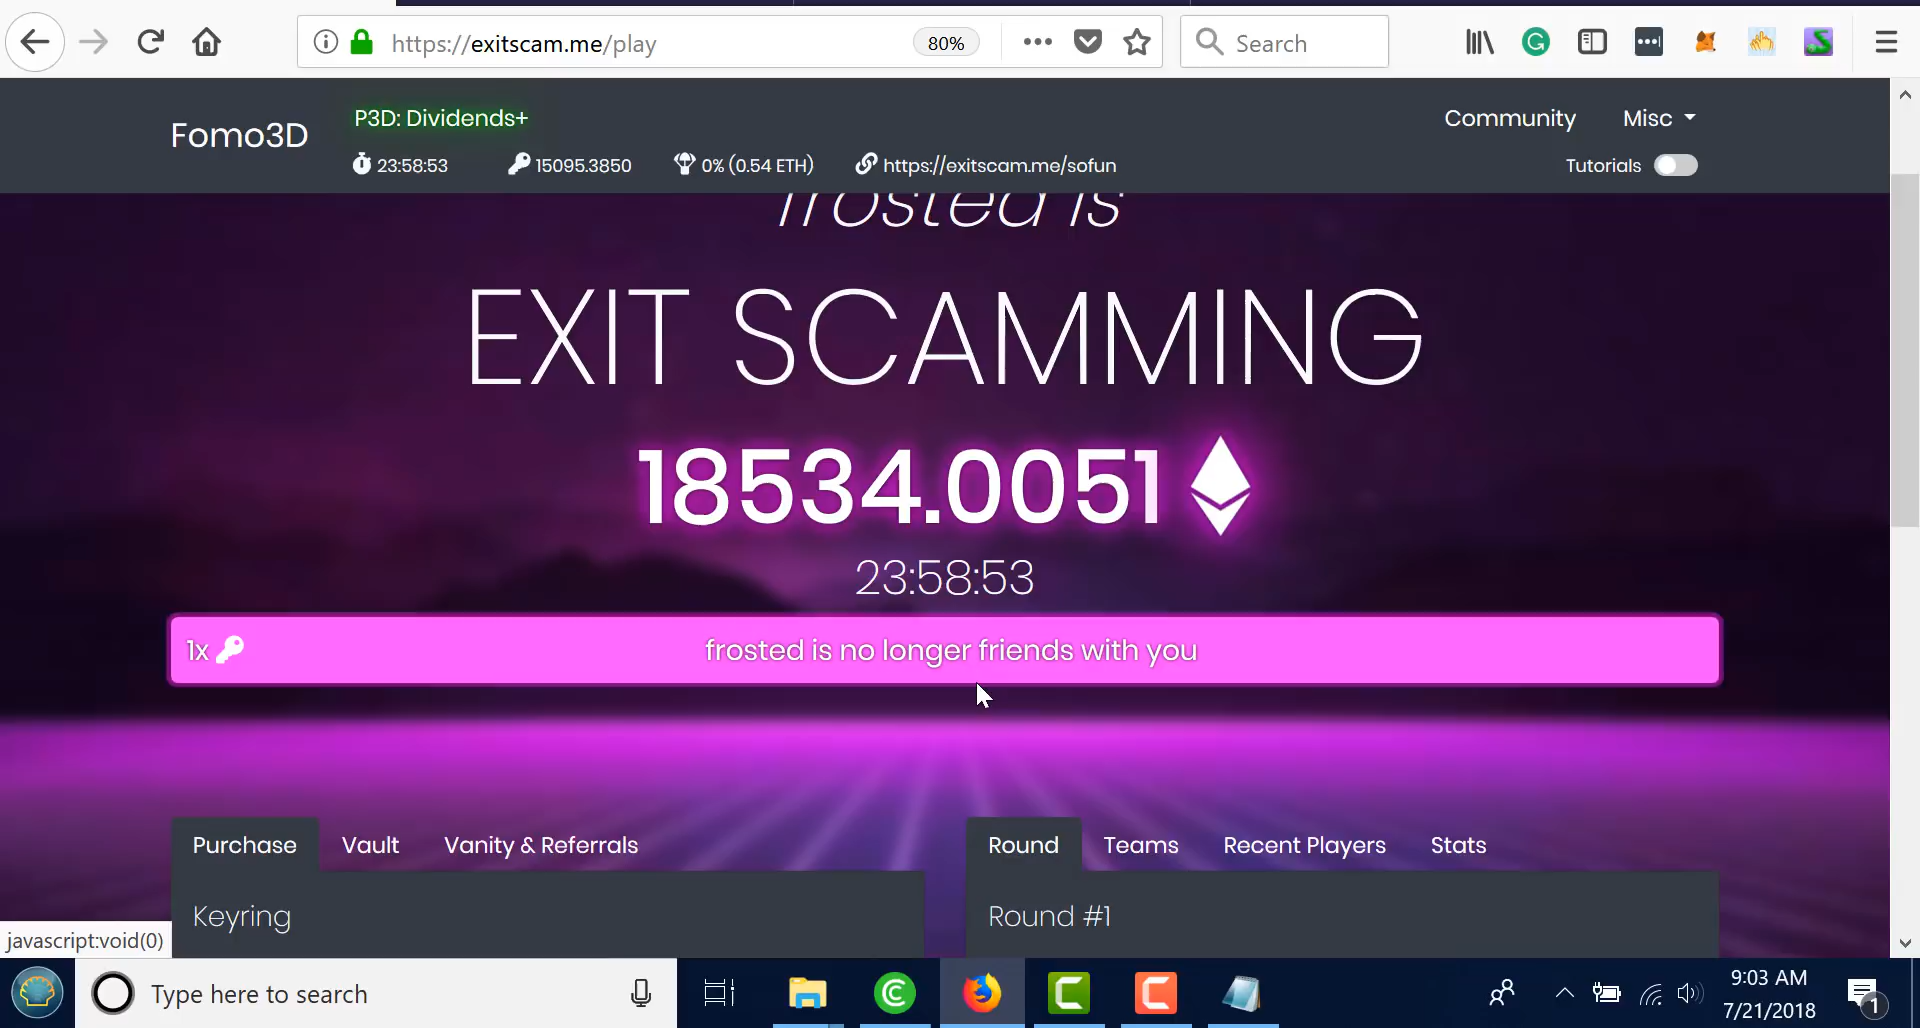 https://exitscam.me/play
80%
Search
Fomo3D
P3D: Dividends+
Community
Misc
23:58:53
15095.3850
0% (0.54 ETH)
https://exitscam.me/sofun
Tutorials
frosted is
EXIT SCAMMING
18534.0051
23:58:53
1x
frosted is no longer friends with you
Purchase
Vault
Vanity & Referrals
Round
Teams
Recent Players
Stats
Keyring
Round #1
javascript:void(0)
Type here to search
9:03 AM
7/21/2018
1